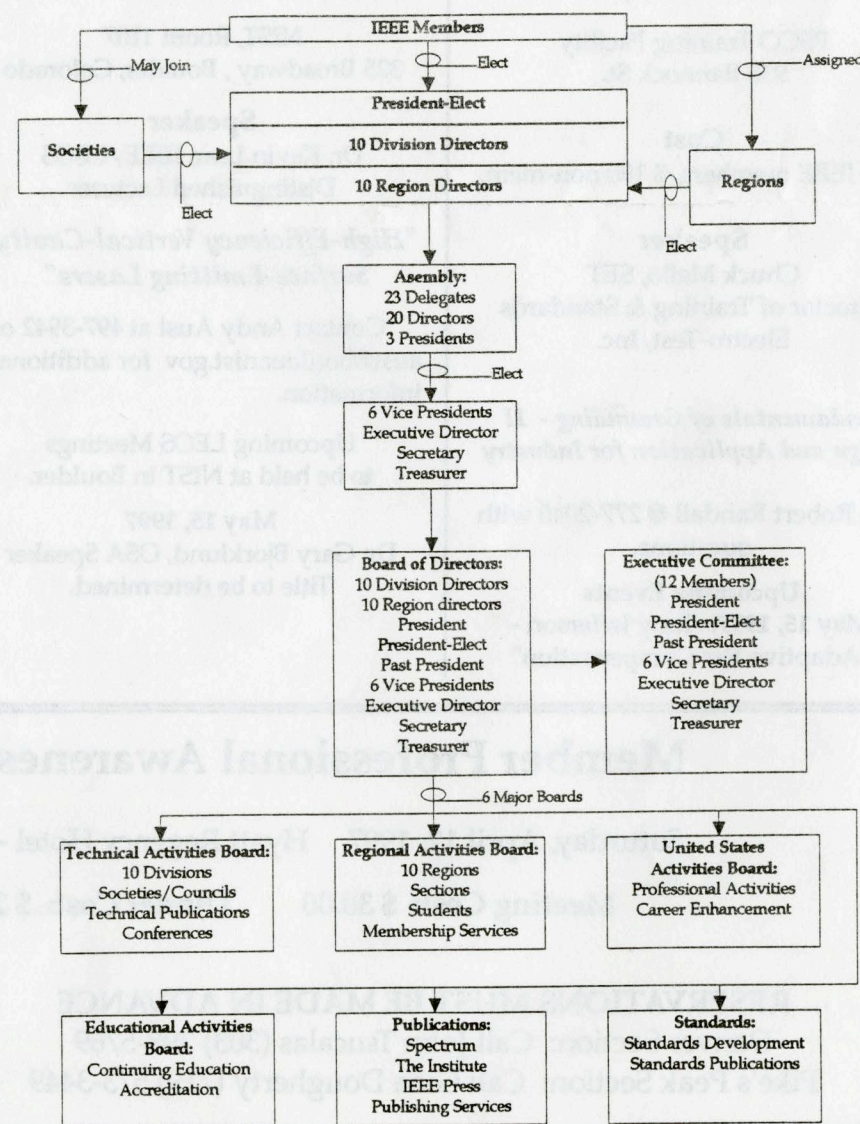 IEEE Members
May Join
Elect
Assigned
President-Elect
Societies
10 Division Directors
10 Region Directors
Regions
Elect
Elect
Asembly:
23 Delegates
20 Directors
3 Presidents
Elect
6 Vice Presidents
Executive Director
Secretary
Treasurer
Board of Directors:
10 Division Directors
10 Region directors
President
President-Elect
Past President
6 Vice Presidents
Executive Director
Secretary
Treasurer
Executive Committee:
(12 Members)
President
President-Elect
Past President
6 Vice Presidents
Executive Director
Secretary
Treasurer
6 Major Boards
Technical Activities Board:
10 Divisions
Societies/Councils
Technical Publications
Conferences
Regional Activities Board:
10 Regions
Sections
Students
Membership Services
United States
Activities Board:
Professional Activities
Career Enhancement
Educational Activities
Board:
Continuing Education
Accreditation
Publications:
Spectrum
The Institute
IEEE Press
Publishing Services
Standards:
Standards Development
Standards Publications